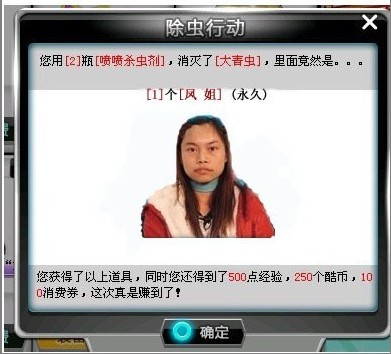 除虫行动
您用[2]瓶[喷喷杀虫剂]，消灭了[大青虫]，里面竟然是。。。
[1]个[凤 姐] (永久)
您获得了以上道具，同时您还得到了500点经验，250个酷币，10
0消费券，这次真是赚到了！
确定